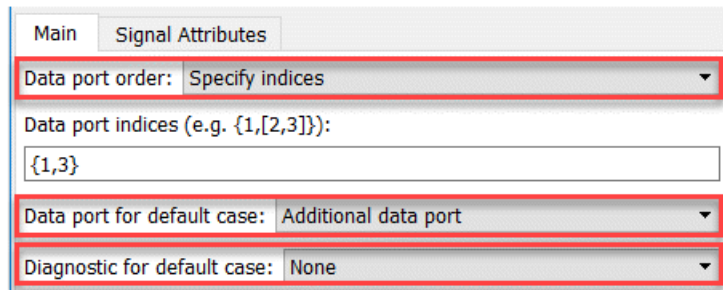 Main Signal Attributes
Data port order: Specify indices
Data port indices (e.g. {1,[2,3]}):
{1,3}
Data port for default case: Additional data port
Diagnostic for default case: None